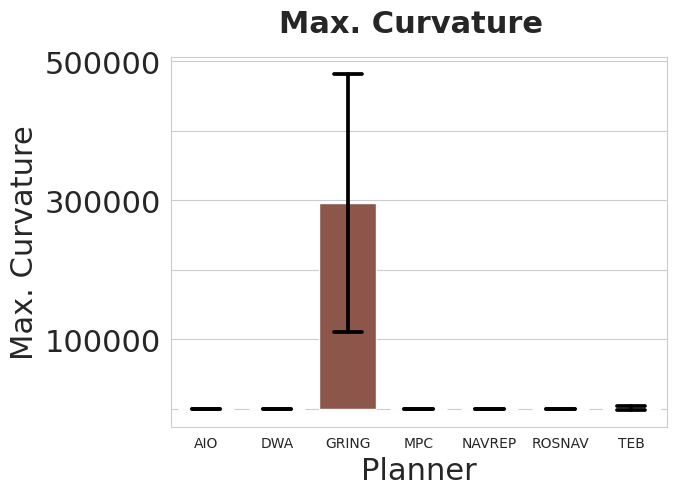 Max. Curvature
Max. Curvature
500000
300000
100000
AIO DWA GRING MPC NAVREP ROSNAV TEB
Planner